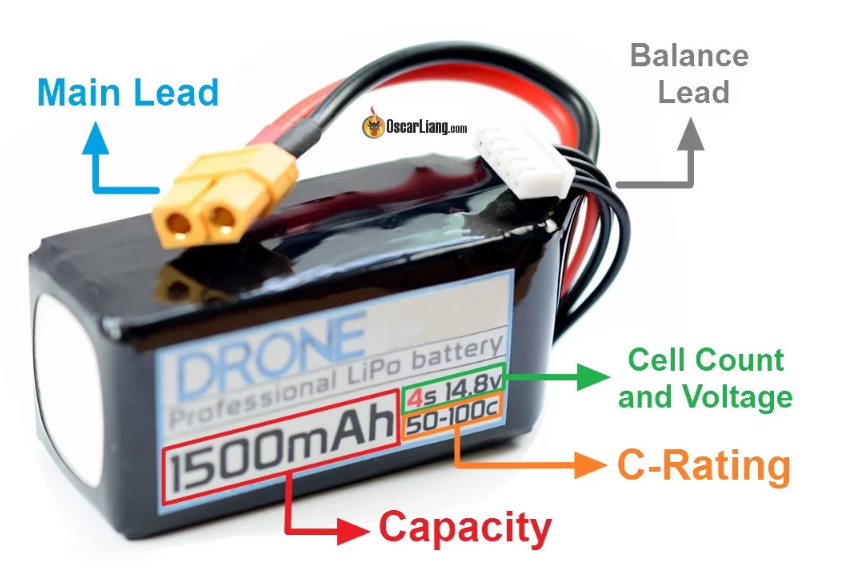 Balance
Lead
Main Lead
OscarLiang.com
DRONE
Professional LiPo battery
4s 14.8v
1500mAh
50-100c
Cell Count
and Voltage
C-Rating
Capacity